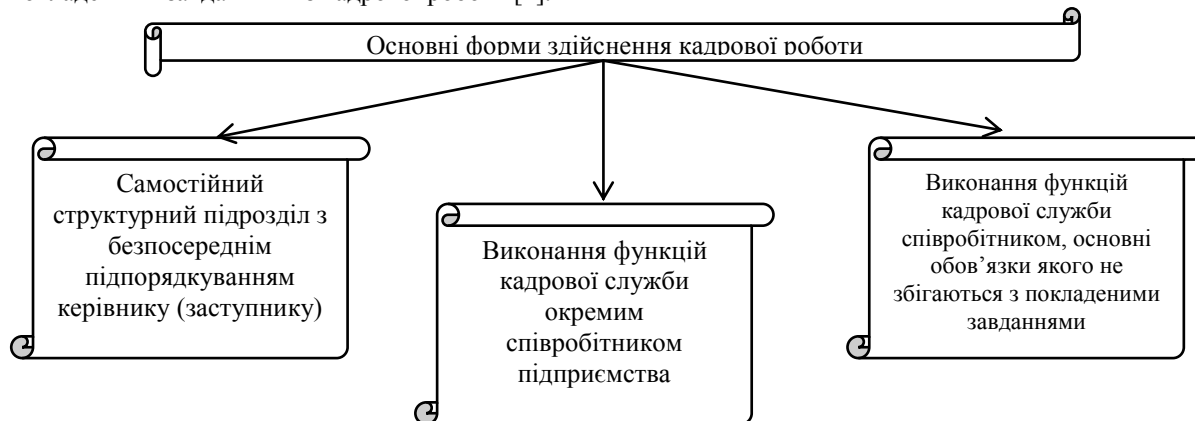 Основні форми здійснення кадрової роботи
Самостійний
структурний підрозділ з
безпосереднім
підпорядкуванням
керівнику (заступнику)
Виконання функцій
кадрової служби
окремим
співробітником
підприємства
Виконання функцій
кадрової служби
співробітником, основні
обов’язки якого не
збігаються з покладеними
завданнями